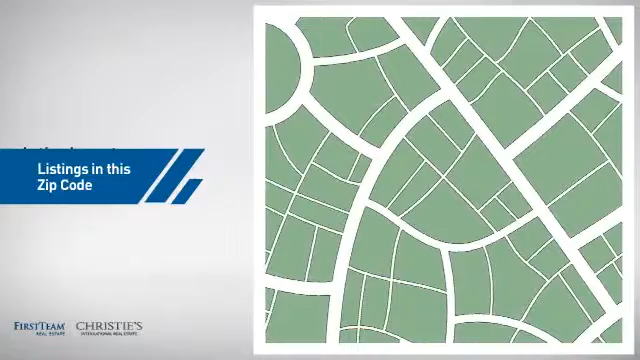 Listings in this
Zip Code
FIRSTTEAM
REAL ESTATE
CHRISTIE'S
INTERNATIONAL REAL ESTATE